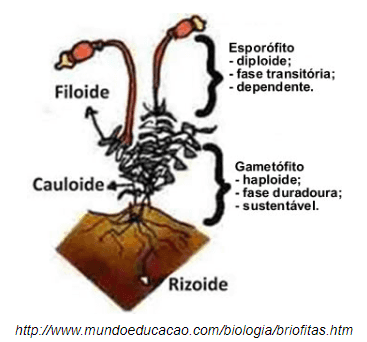 Esporófito
- diploide;
- fase transitória;
- dependente.
Filoide
Gametófito
- haploide;
- fase duradoura;
- sustentável.
Cauloide
Rizoide
http://www.mundoeducacao.com/biologia/briofitas.htm